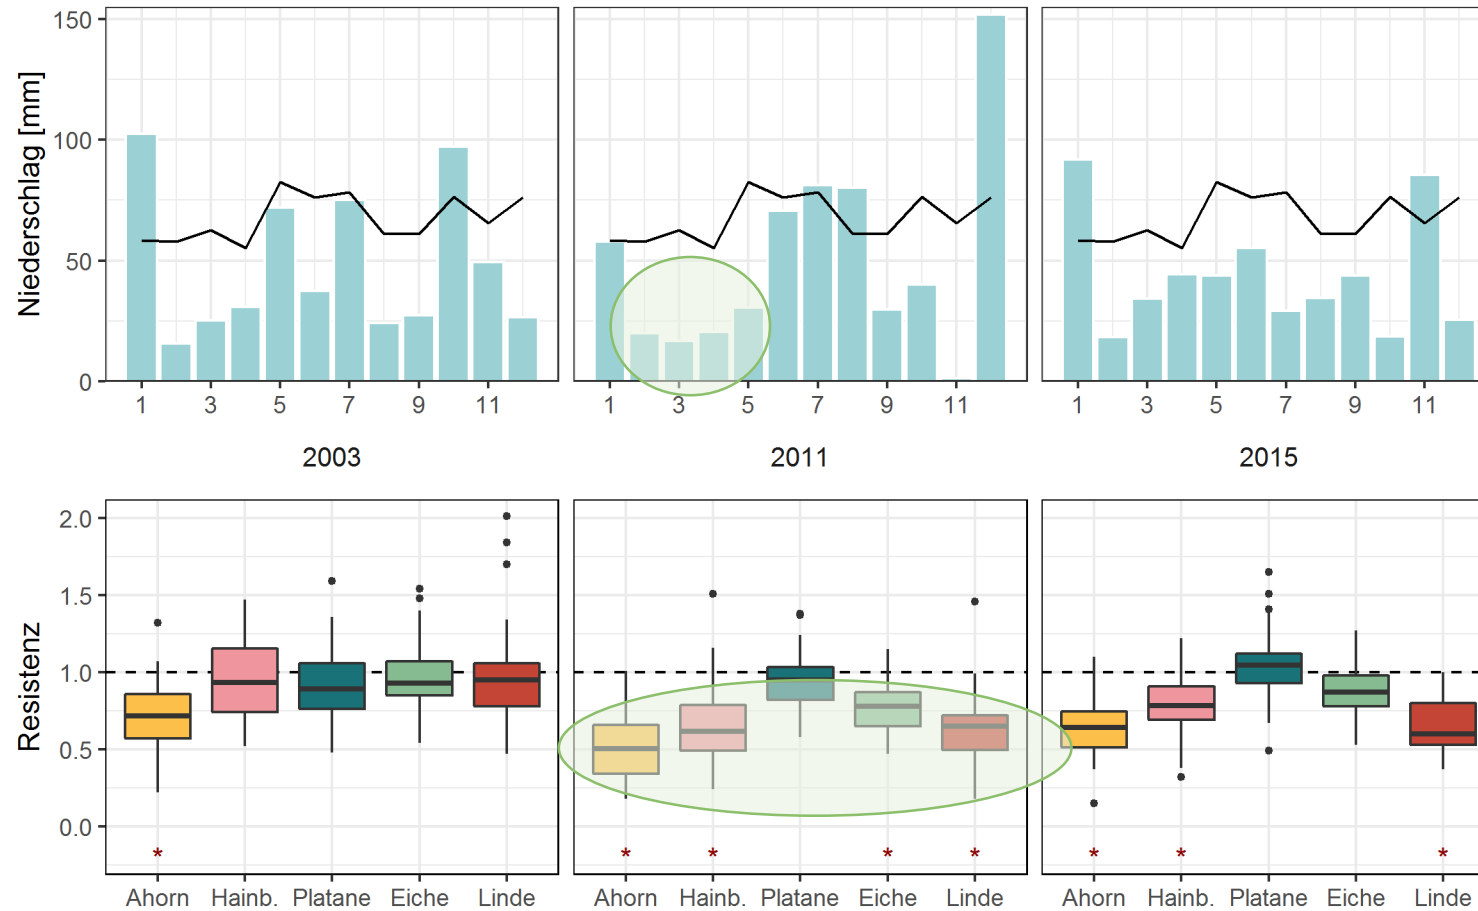 Niederschlag [mm]
150
100
50
0
1 3 5 7 9 11
1 3 5 7 9 11
1 3 5 7 9 11
2003 2011 2015
Resistenz
2.0
1.5
1.0
0.5
0.0
* * * * * * * *
Ahorn Hainb. Platane Eiche Linde
Ahorn Hainb. Platane Eiche Linde
Ahorn Hainb. Platane Eiche Linde